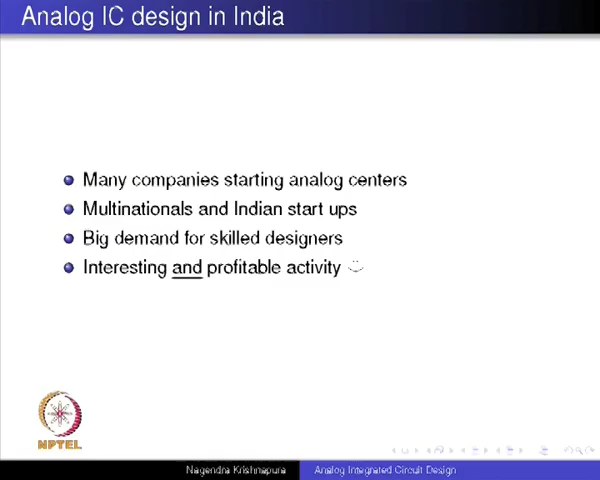 Analog IC design in India
Many companies starting analog centers
Multinationals and Indian start ups
Big demand for skilled designers
Interesting and profitable activity
NPTEL
Nagendra Krishnapura
Analog Integrated Circuit Design